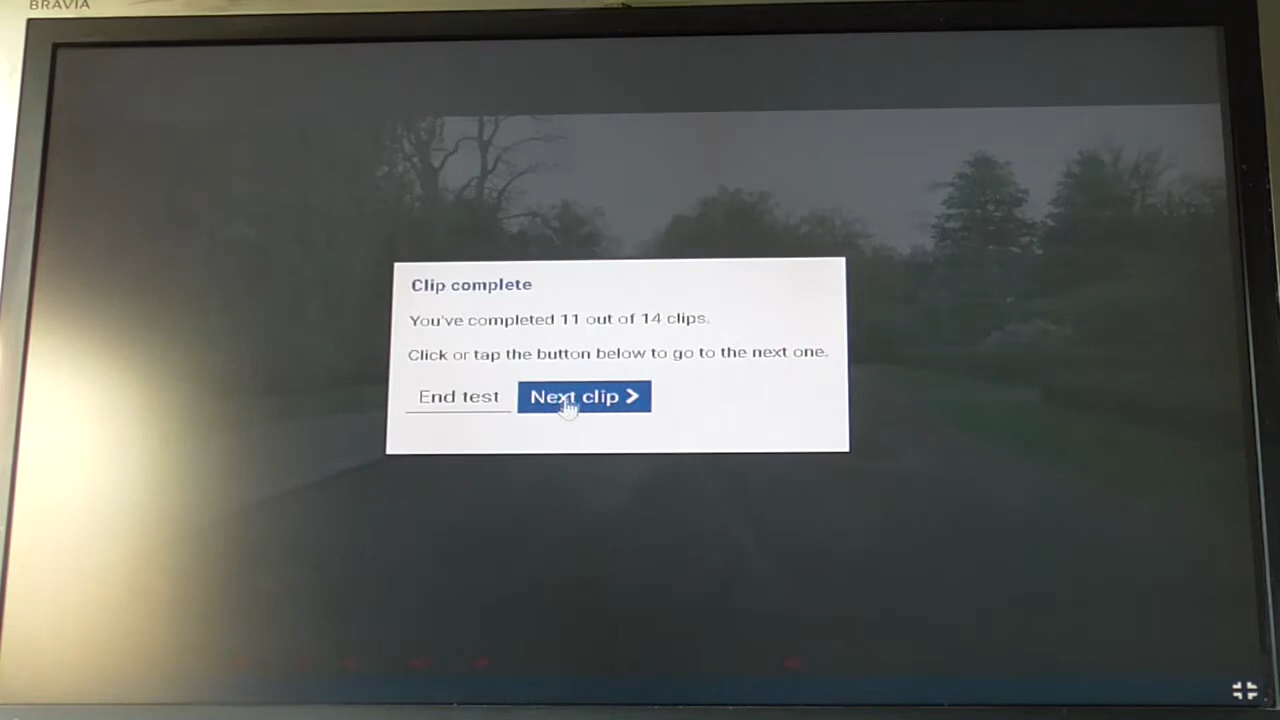 BRAVIA
Clip complete
You've completed 11 out of 14 clips.
Click or tap the button below to go to the next one.
End test
Next clip